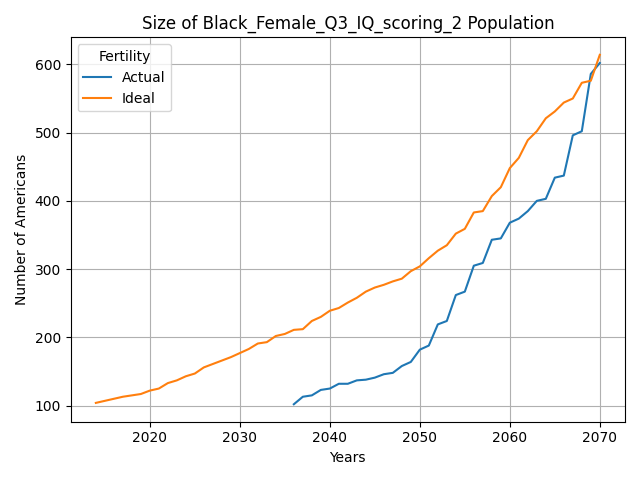 Size of Black_Female_Q3_IQ_scoring_2 Population
Fertility
Actual
Ideal
Number of Americans
600
500
400
300
200
100
2020 2030 2040 2050 2060 2070
Years